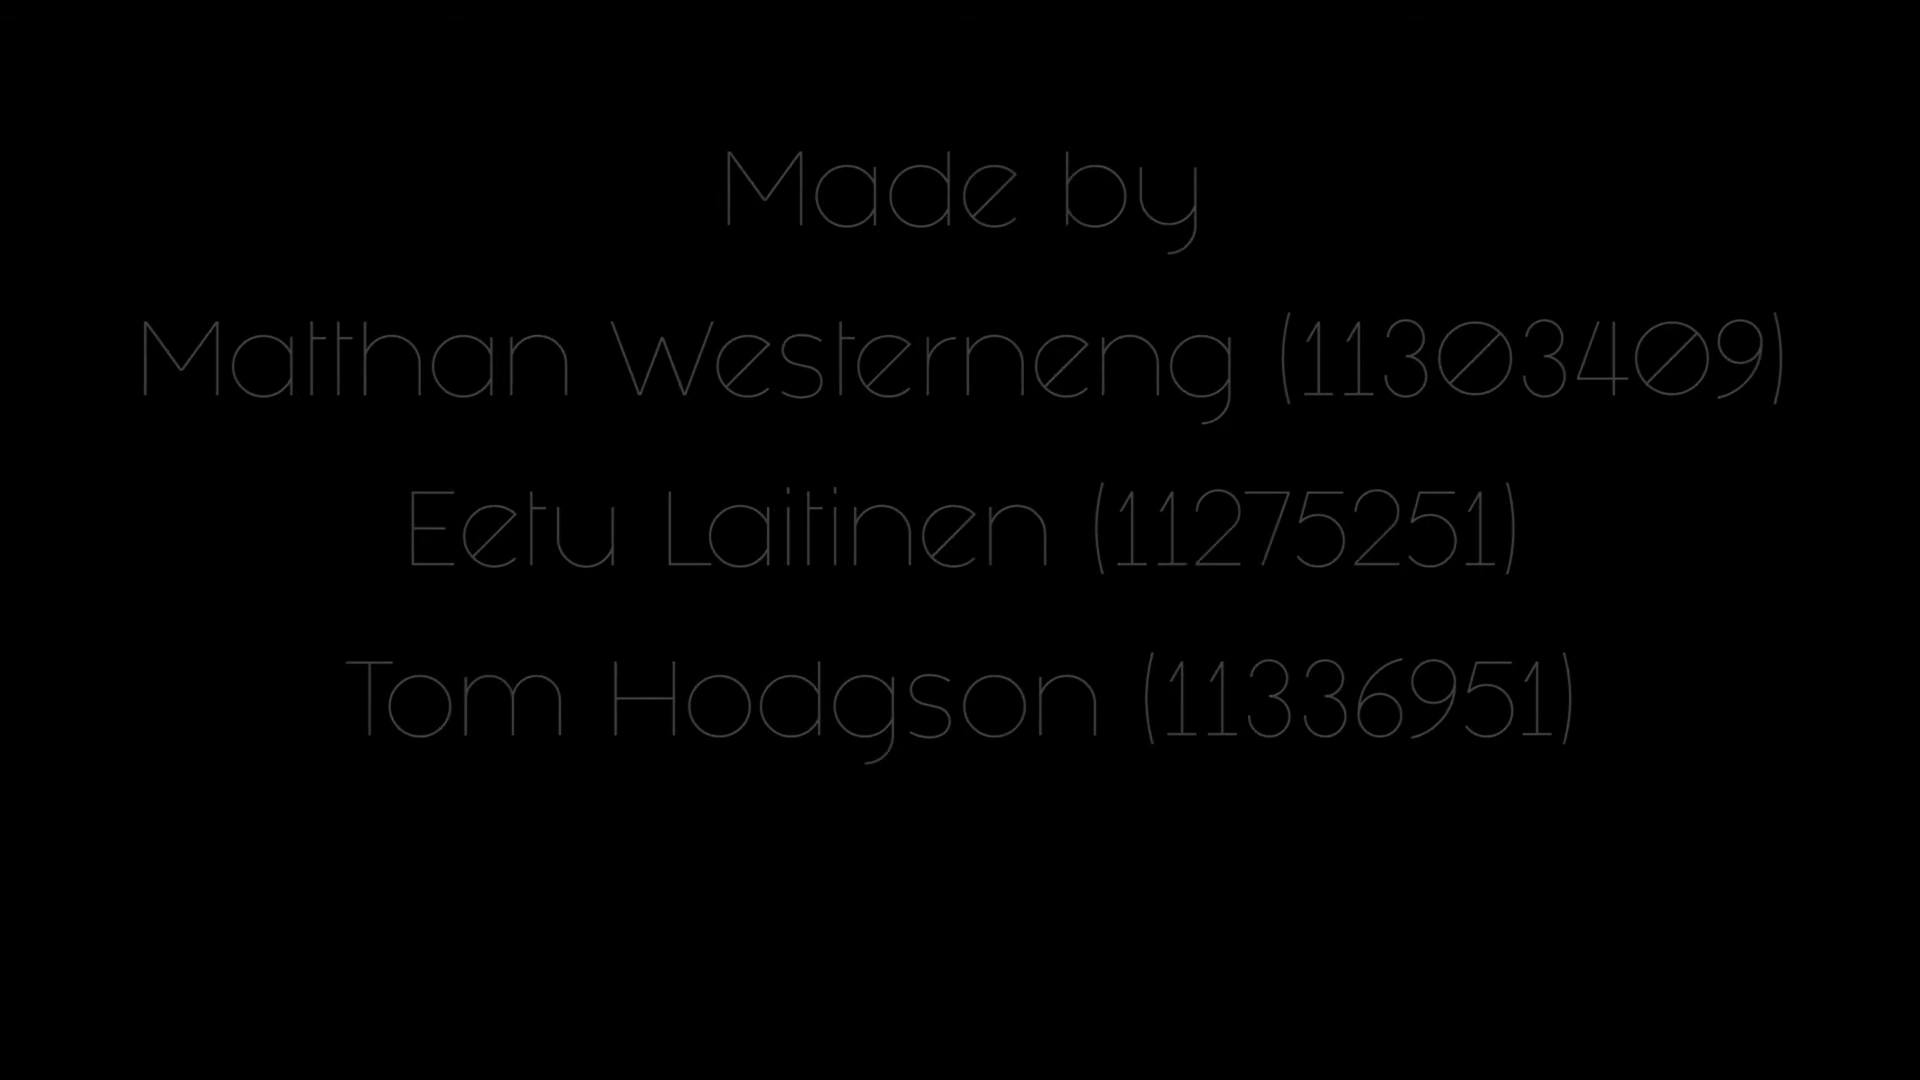 Made by
Matthan Westerneng (11303409)
Eetu Laitinen (11275251)
Tom Hodgson (11336951)